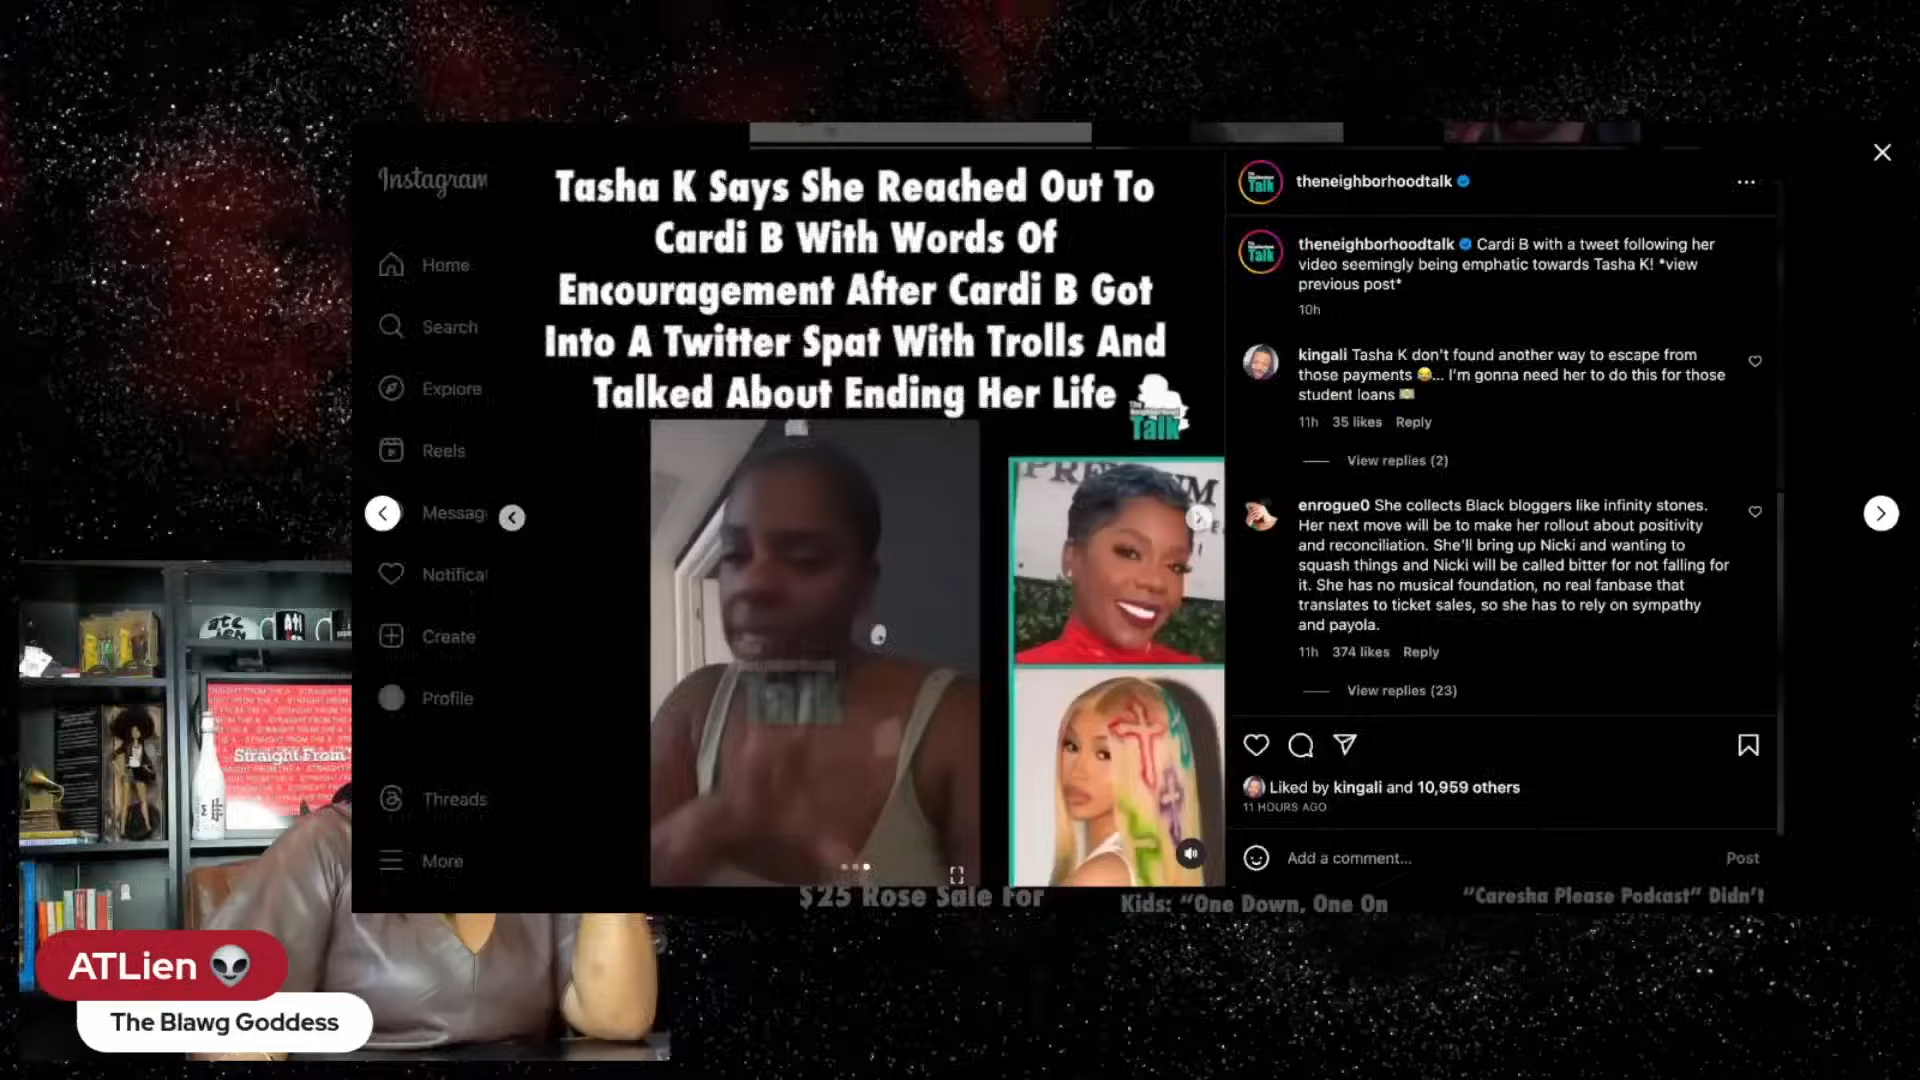 Instagram
Home
Search
Explore
Reels
Messag
Notificat
Create
Profile
Threads
More
Tasha K Says She Reached Out To
Cardi B With Words Of
Encouragement After Cardi B Got
Into A Twitter Spat With Trolls And
Talked About Ending Her Life
Talk
Talk
theneighborhoodtalk
···
theneighborhoodtalk Cardi B with a tweet following her
video seemingly being emphatic towards Tasha K! *view
previous post*
10h
kingali Tasha K don't found another way to escape from
those payments 😂... I'm gonna need her to do this for those
student loans 💵
11h 35 likes Reply
View replies (2)
enrogue0 She collects Black bloggers like infinity stones.
Her next move will be to make her rollout about positivity
and reconciliation. She'll bring up Nicki and wanting to
squash things and Nicki will be called bitter for not falling for
it. She has no musical foundation, no real fanbase that
translates to ticket sales, so she has to rely on sympathy
and payola.
11h 374 likes Reply
View replies (23)
Liked by kingali and 10,959 others
11 HOURS AGO
Add a comment...
Post
$25 Rose Sale For
Kids: "One Down, One On
"Caresha Please Podcast" Didn't
Straight From
ATLien 👽
The Blawg Goddess